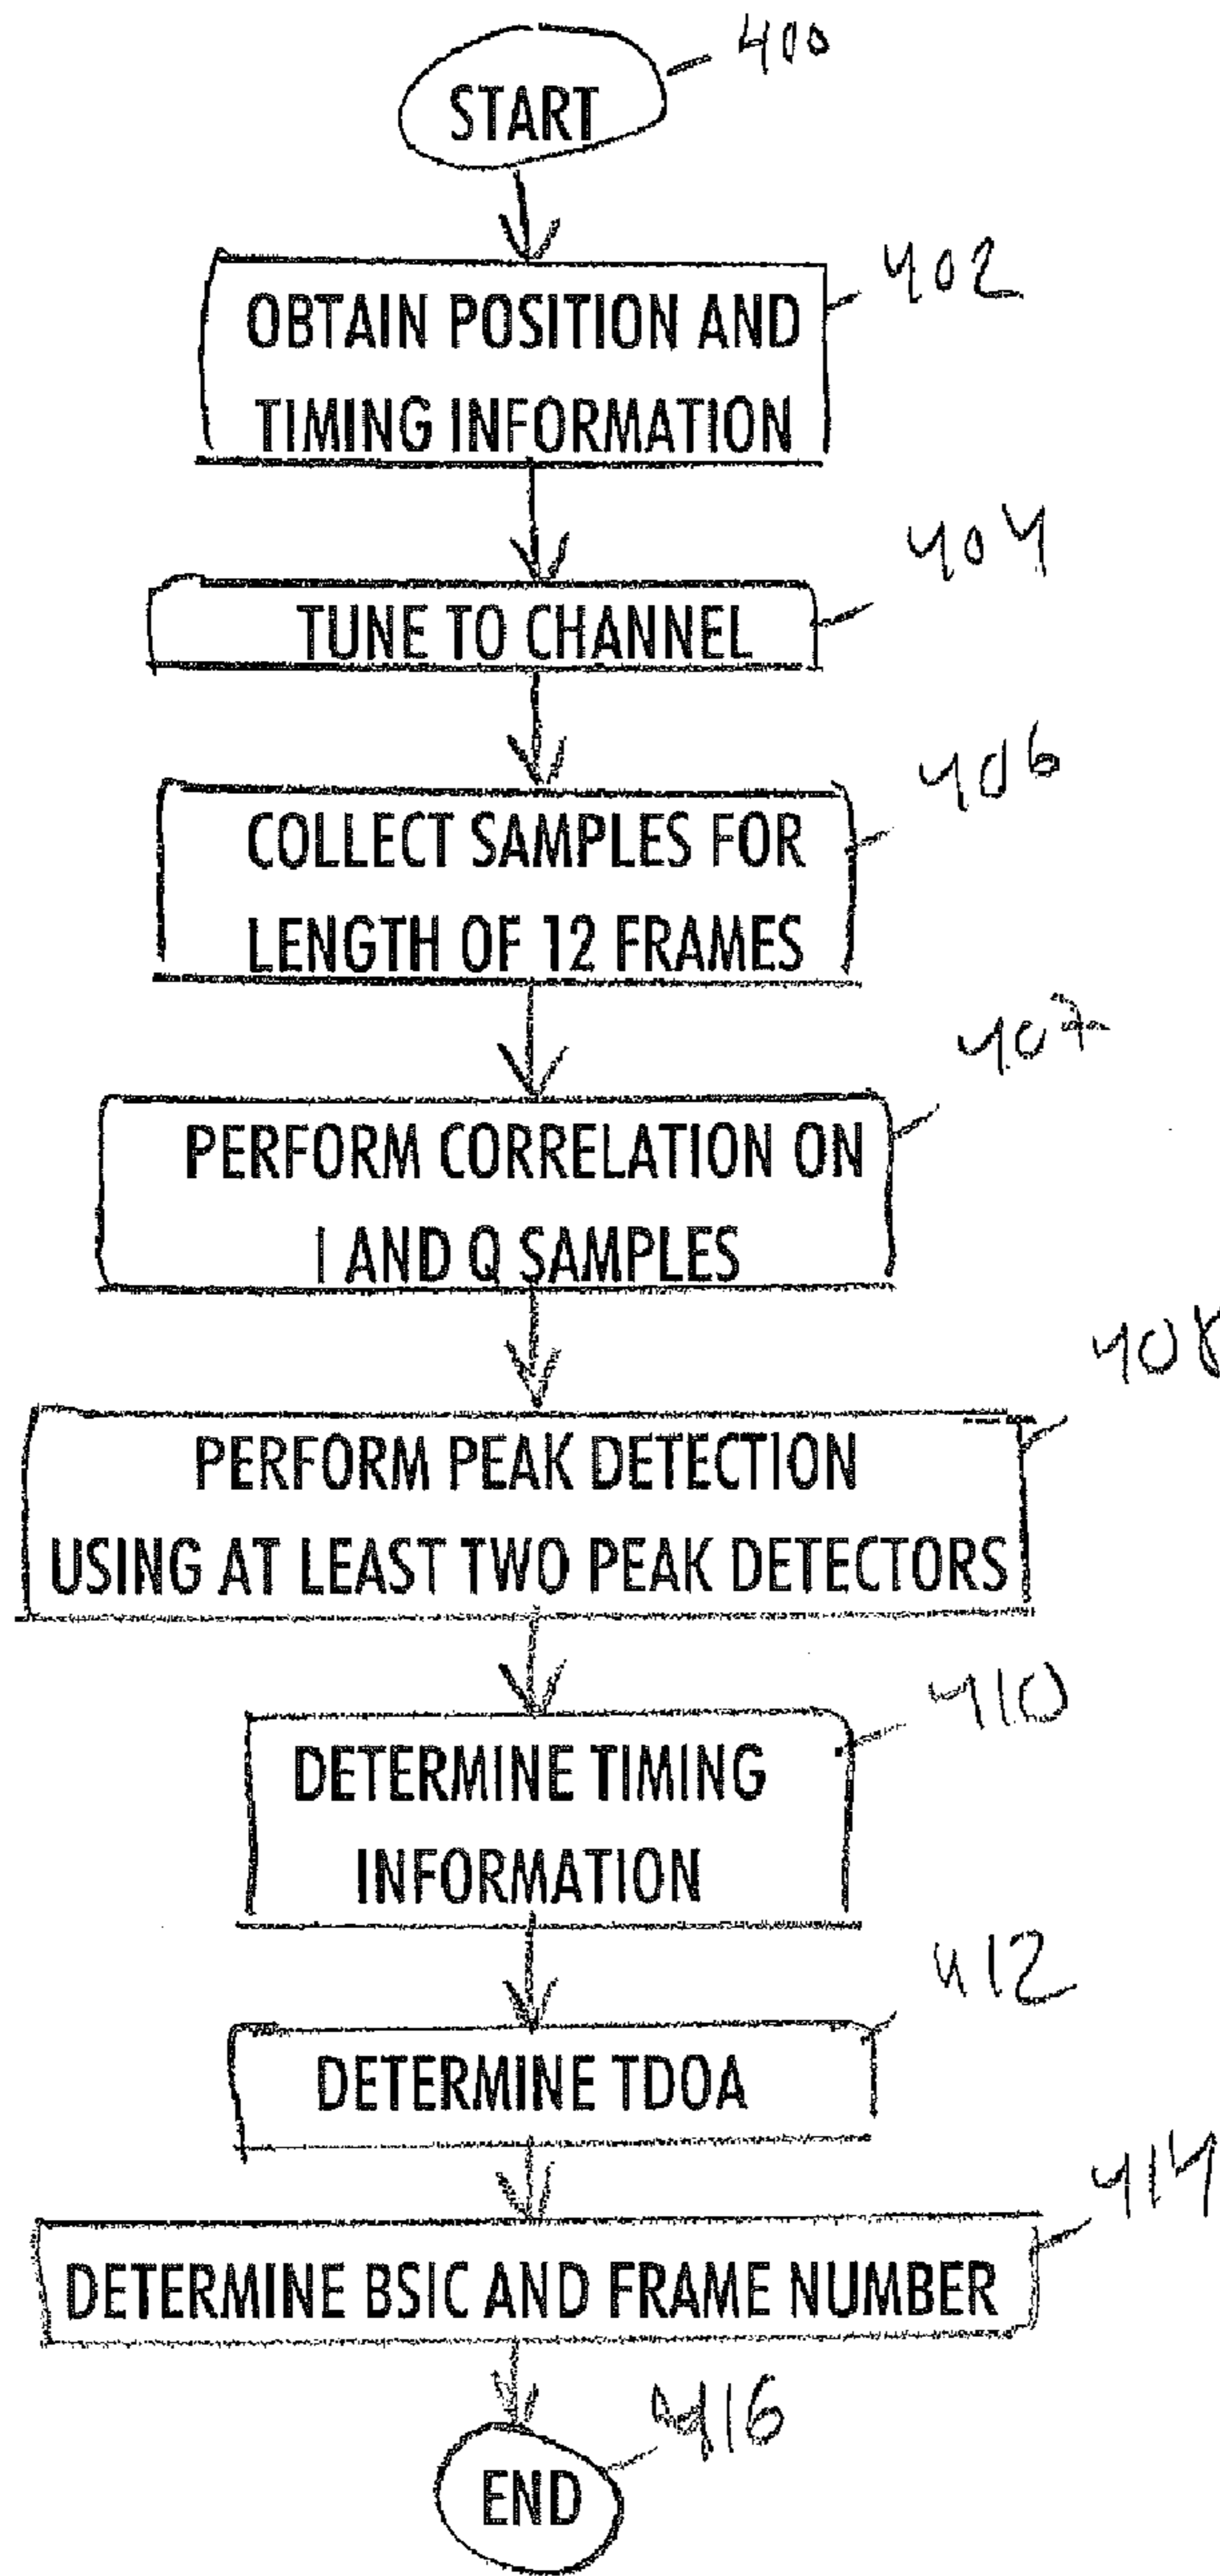 START
400
OBTAIN POSITION AND
TIMING INFORMATION
402
TUNE TO CHANNEL
404
COLLECT SAMPLES FOR
LENGTH OF 12 FRAMES
406
PERFORM CORRELATION ON
I AND Q SAMPLES
407
PERFORM PEAK DETECTION
USING AT LEAST TWO PEAK DETECTORS
408
DETERMINE TIMING
INFORMATION
410
DETERMINE TDOA
412
DETERMINE BSIC AND FRAME NUMBER
414
END
416